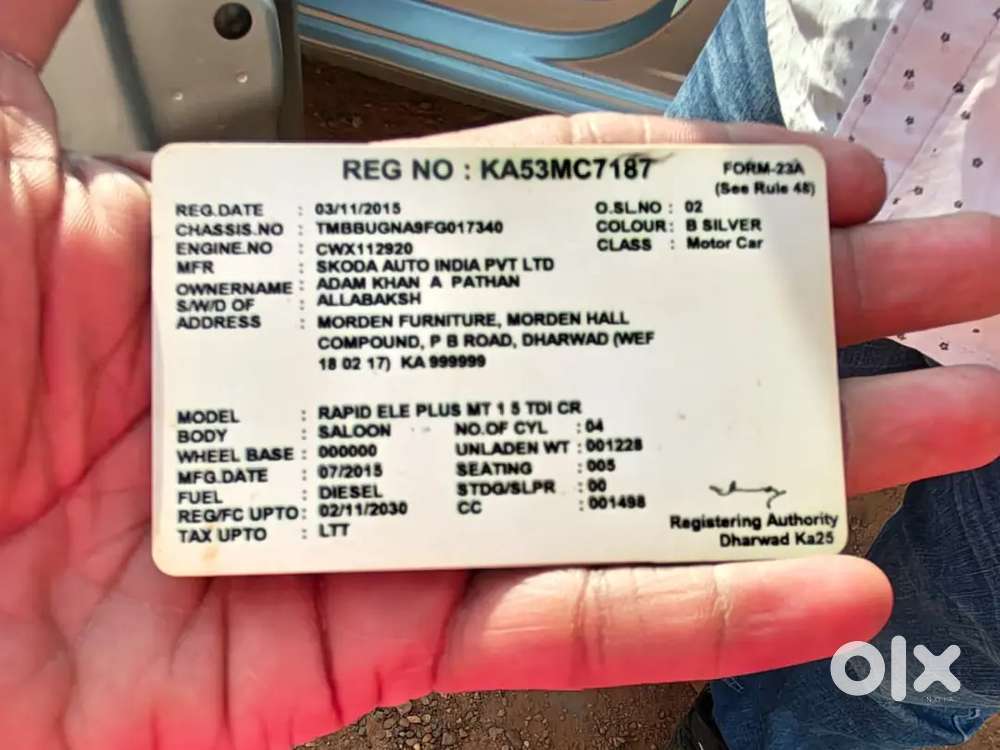 REG NO : KA53MC7187
FORM-23A
(See Rule 48)
REG.DATE : 03/11/2015
O.SL.NO : 02
CHASSIS.NO : TMBBUGNA9FG017340
COLOUR: B SILVER
ENGINE.NO : CWX112920
CLASS : Motor Car
MFR : SKODA AUTO INDIA PVT LTD
OWNERNAME : ADAM KHAN A PATHAN
S/W/D OF : ALLABAKSH
ADDRESS : MORDEN FURNITURE, MORDEN HALL
COMPOUND, P B ROAD, DHARWAD (WEF
18 02 17) KA 999999
MODEL : RAPID ELE PLUS MT 1 5 TDI CR
BODY : SALOON NO.OF CYL :04
WHEEL BASE : 000000 UNLADEN WT :001228
MFG.DATE : 07/2015 SEATING :005
FUEL : DIESEL STDG/SLPR :00
REG/FC UPTO: 02/11/2030 CC :001498
TAX UPTO : LTT
Registering Authority
Dharwad Ka25
olx
INDIA